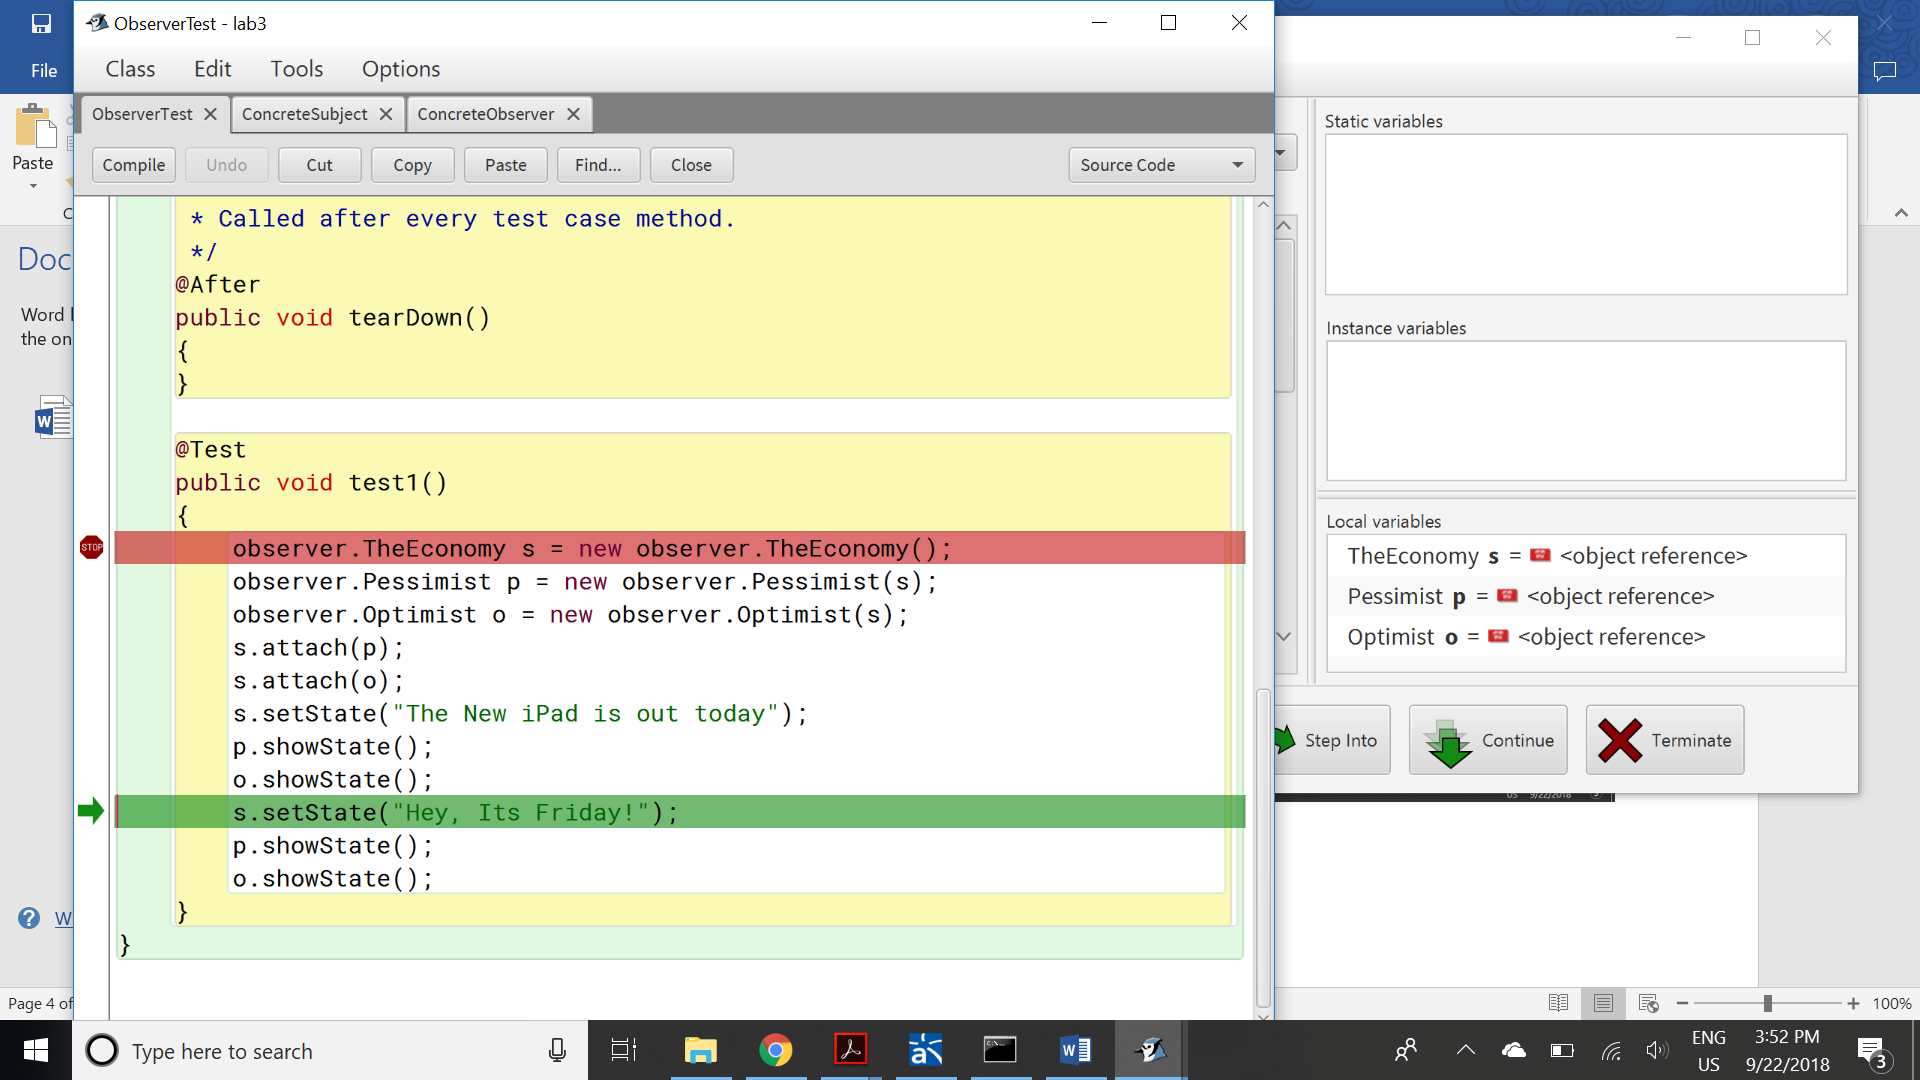 ObserverTest - lab3
File
Class Edit Tools Options
ObserverTest ConcreteSubject ConcreteObserver
Paste
Compile Undo Cut Copy Paste Find... Close Source Code
Static variables
* Called after every test case method.
*/
@After
public void tearDown()
{
}
Doc
Word
the on
Instance variables
@Test
public void test1()
{
STOP
observer.TheEconomy s = new observer.TheEconomy();
observer.Pessimist p = new observer.Pessimist(s);
observer.Optimist o = new observer.Optimist(s);
s.attach(p);
s.attach(o);
s.setState("The New iPad is out today");
p.showState();
o.showState();
s.setState("Hey, Its Friday!");
p.showState();
o.showState();
}
}
Local variables
TheEconomy s = <object reference>
Pessimist p = <object reference>
Optimist o = <object reference>
Step Into Continue Terminate
US 9/22/2018
W
Page 4 of
100%
Type here to search
ENG
US
3:52 PM
9/22/2018
3